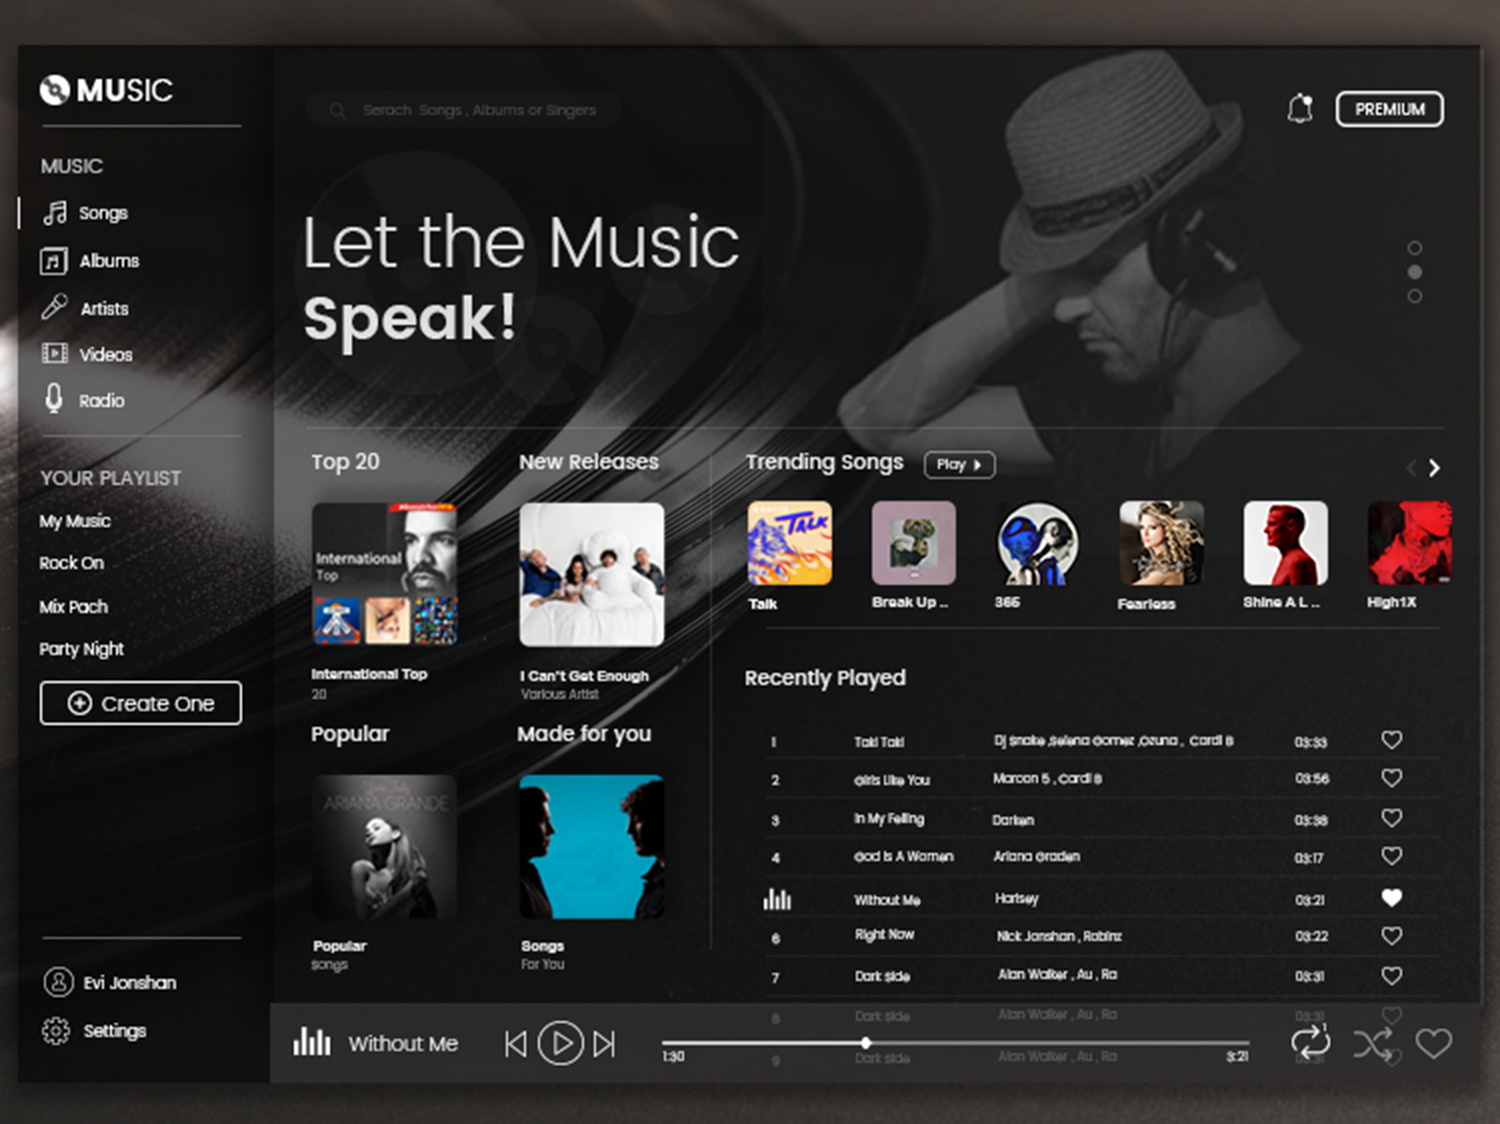 MUSIC
Serach Songs , Albums or Singers
PREMIUM
MUSIC
Songs
Albums
Artists
Videos
Radio
YOUR PLAYLIST
My Music
Rock On
Mix Pach
Party Night
Create One
Evi Jonshan
Settings
Let the Music
Speak!
Top 20
International
Top
International Top
20
New Releases
I Can't Get Enough
Various Artist
Popular
ARIANA GRANDE
Popular
songs
Made for you
Songs
For You
Trending Songs
Play
TALK
Talk
Break Up ..
365
Fearless
Shine A L ..
High1X
Recently Played
1 Taki Taki Dj Snake ,Selena Gomez ,Ozuna , Cardi B 03:33
2 Girls Like You Maroon 5 , Cardi B 03:56
3 In My Felling Darken 03:38
4 God Is A Women Ariana Graden 03:17
Without Me Harlsey 03:21
6 Right Now Nick Jonshan , Robinz 03:22
7 Dark side Alan Walker , Au , Ra 03:31
8 Dark side Alan Walker , Au , Ra 03:31
9 Dark side Alan Walker , Au , Ra 03:31
Without Me
1:30
3:21
1